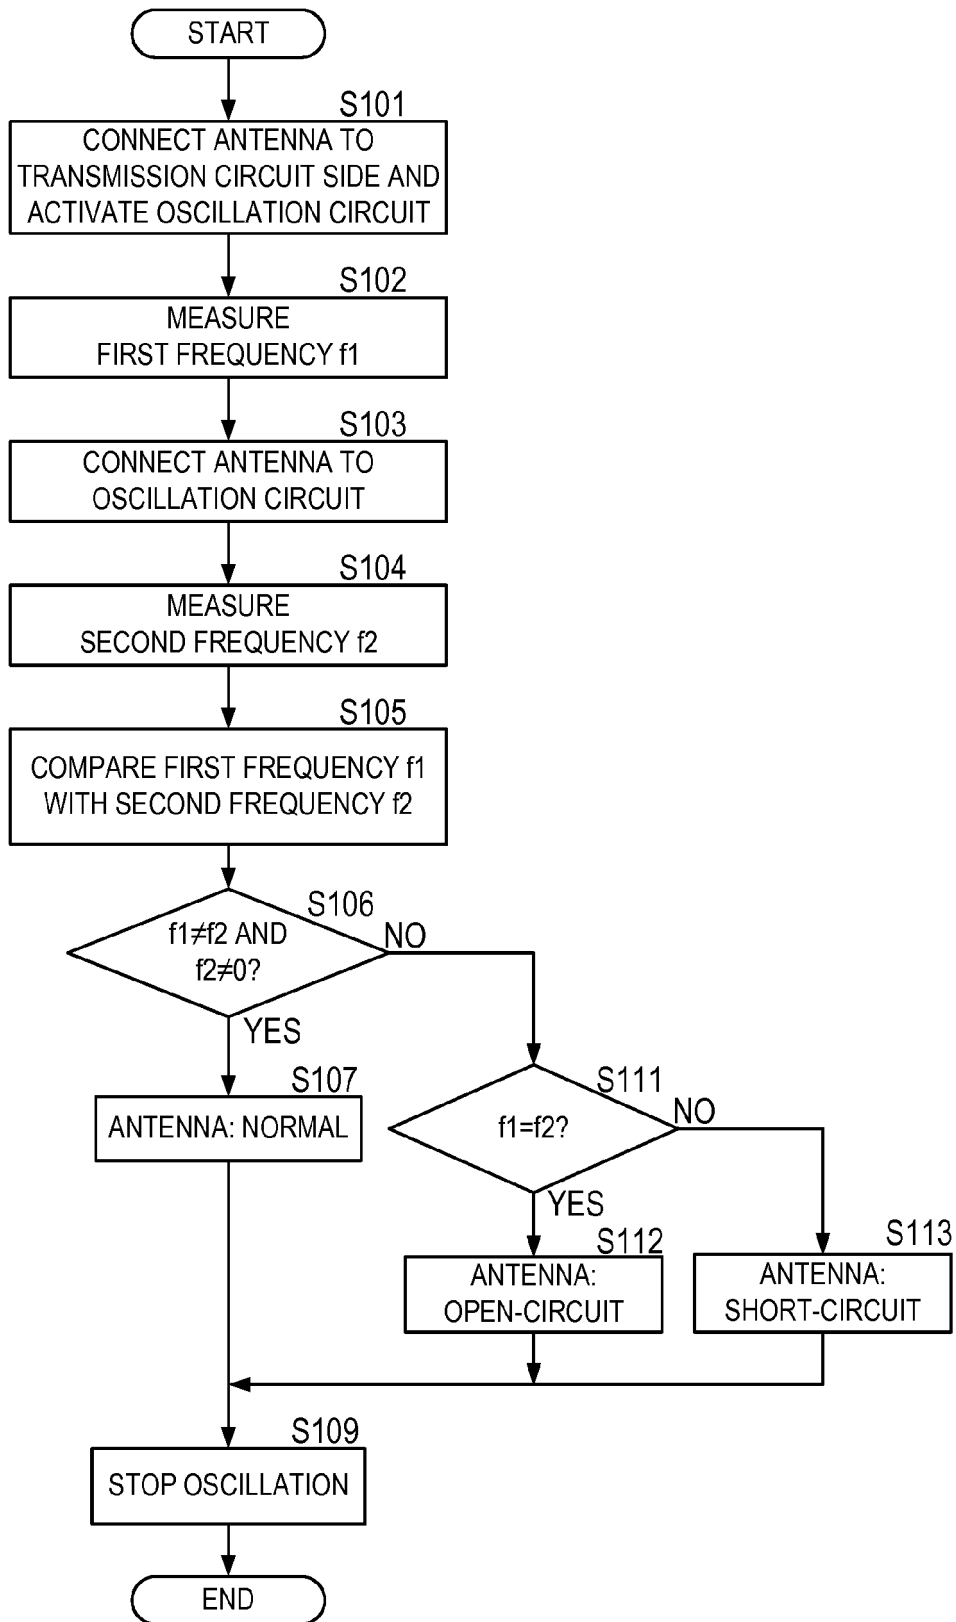 START
S101
CONNECT ANTENNA TO
TRANSMISSION CIRCUIT SIDE AND
ACTIVATE OSCILLATION CIRCUIT
S102
MEASURE
FIRST FREQUENCY f1
S103
CONNECT ANTENNA TO
OSCILLATION CIRCUIT
S104
MEASURE
SECOND FREQUENCY f2
S105
COMPARE FIRST FREQUENCY f1
WITH SECOND FREQUENCY f2
S106
f1≠f2 AND
f2≠0?
NO
YES
S107
ANTENNA: NORMAL
S111
f1=f2?
NO
YES
S112
ANTENNA:
OPEN-CIRCUIT
S113
ANTENNA:
SHORT-CIRCUIT
S109
STOP OSCILLATION
END